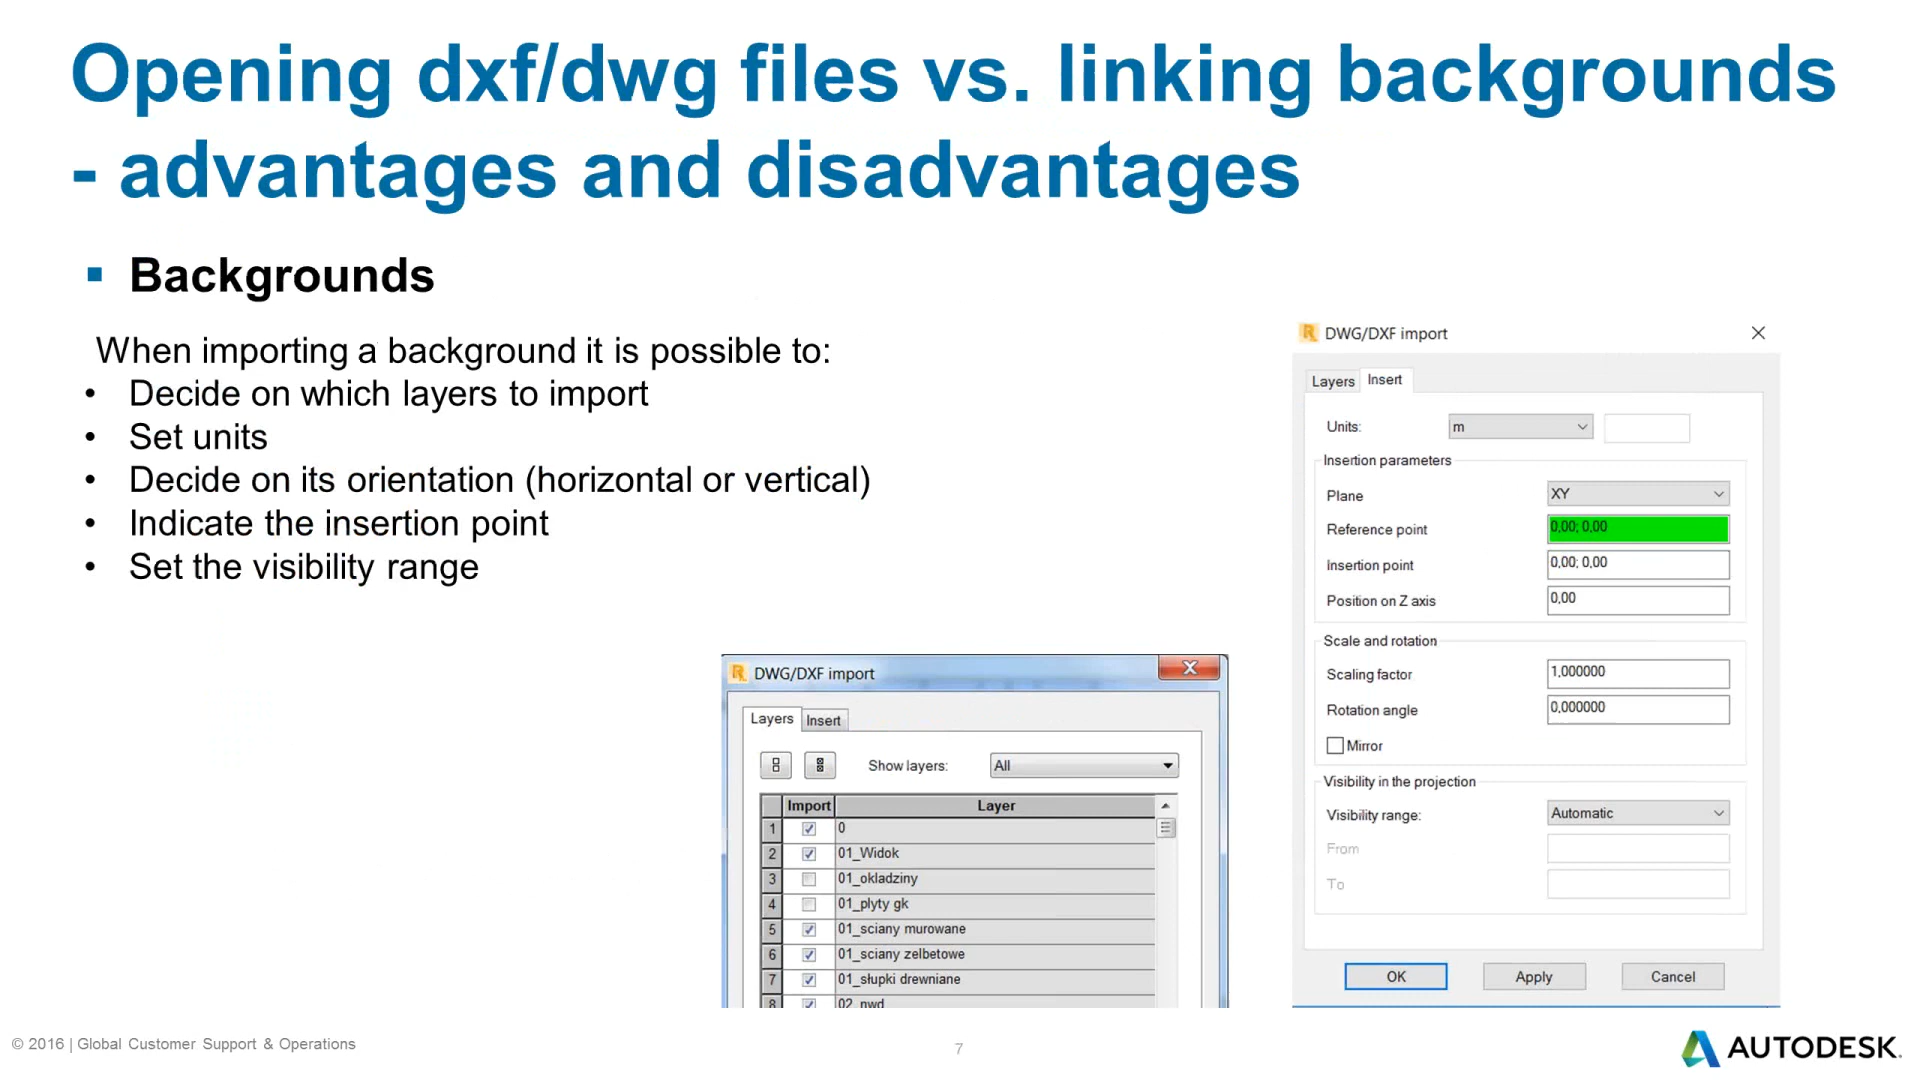 Opening dxf/dwg files vs. linking backgrounds
- advantages and disadvantages
▪ Backgrounds
When importing a background it is possible to:
• Decide on which layers to import
• Set units
• Decide on its orientation (horizontal or vertical)
• Indicate the insertion point
• Set the visibility range
DWG/DXF import
Layers Insert
Show layers: All
Import Layer
1 0
2 01_Widok
3 01_okladziny
4 01_plyty gk
5 01_sciany murowane
6 01_sciany zelbetowe
7 01_słupki drewniane
8 02_nwd
DWG/DXF import
Layers Insert
Units: m
Insertion parameters
Plane XY
Reference point 0,00; 0,00
Insertion point 0,00; 0,00
Position on Z axis 0,00
Scale and rotation
Scaling factor 1,000000
Rotation angle 0,000000
Mirror
Visibility in the projection
Visibility range: Automatic
From
To
OK Apply Cancel
© 2016 | Global Customer Support & Operations
7
AUTODESK.